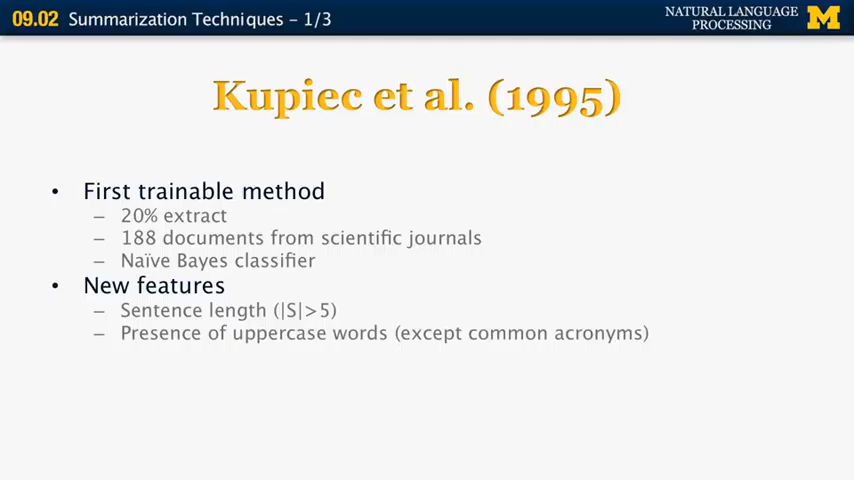 09.02 Summarization Techniques – 1/3
NATURAL LANGUAGE
PROCESSING
M
Kupiec et al. (1995)
• First trainable method
– 20% extract
– 188 documents from scientific journals
– Naïve Bayes classifier
• New features
– Sentence length (|S|>5)
– Presence of uppercase words (except common acronyms)